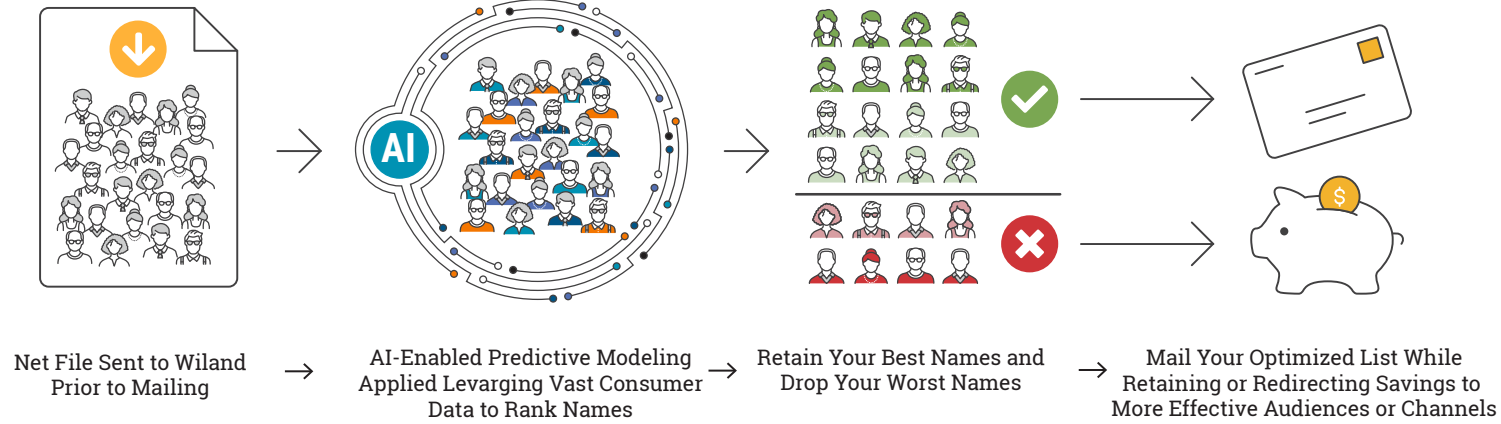 AI
$
Net File Sent to Wiland
Prior to Mailing
AI-Enabled Predictive Modeling
Applied Levarging Vast Consumer
Data to Rank Names
Retain Your Best Names and
Drop Your Worst Names
Mail Your Optimized List While
Retaining or Redirecting Savings to
More Effective Audiences or Channels